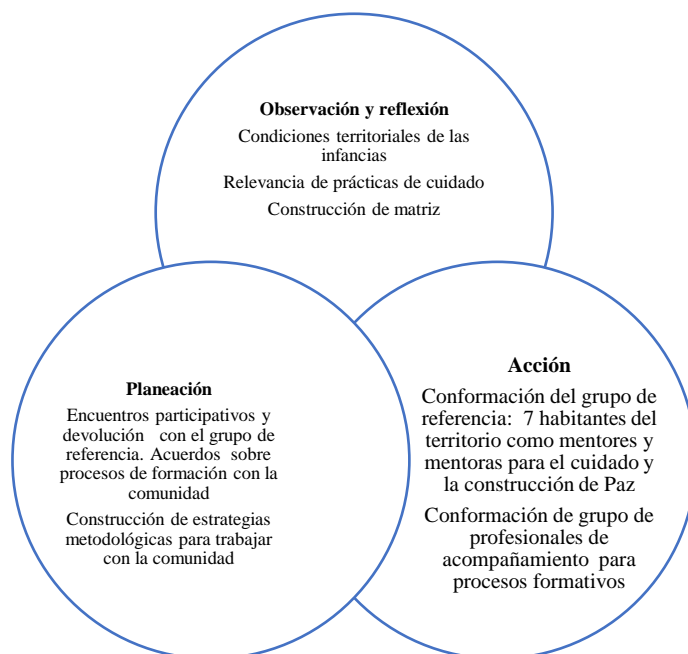 Observación y reflexión
Condiciones territoriales de las
infancias
Relevancia de prácticas de cuidado
Construcción de matriz
Planeación
Encuentros participativos y
devolución con el grupo de
referencia. Acuerdos sobre
procesos de formación con la
comunidad
Construcción de estrategias
metodológicas para trabajar
con la comunidad
Acción
Conformación del grupo de
referencia: 7 habitantes del
territorio como mentores y
mentoras para el cuidado y
la construcción de Paz
Conformación de grupo de
profesionales de
acompañamiento para
procesos formativos